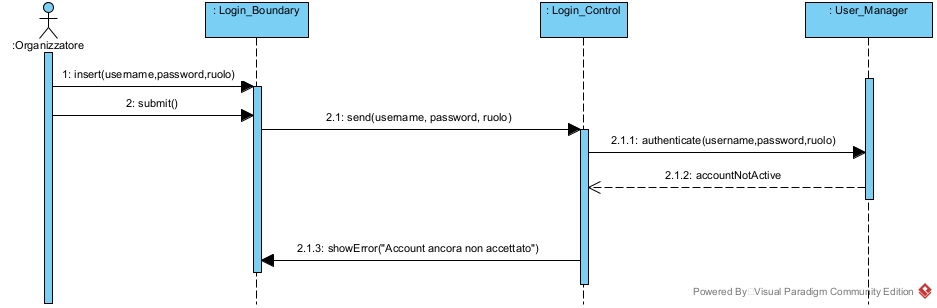 : Login_Boundary
: Login_Control
: User_Manager
:Organizzatore
1: insert(username,password,ruolo)
2: submit()
2.1: send(username, password, ruolo)
2.1.1: authenticate(username,password,ruolo)
2.1.2: accountNotActive
2.1.3: showError("Account ancora non accettato")
Powered By Visual Paradigm Community Edition